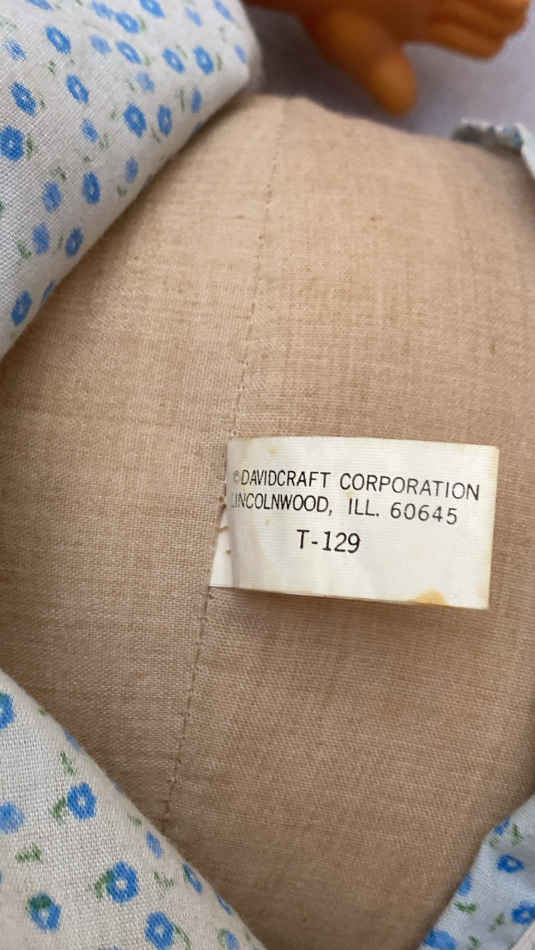 ©DAVIDCRAFT CORPORATION
LINCOLNWOOD, ILL. 60645
T-129